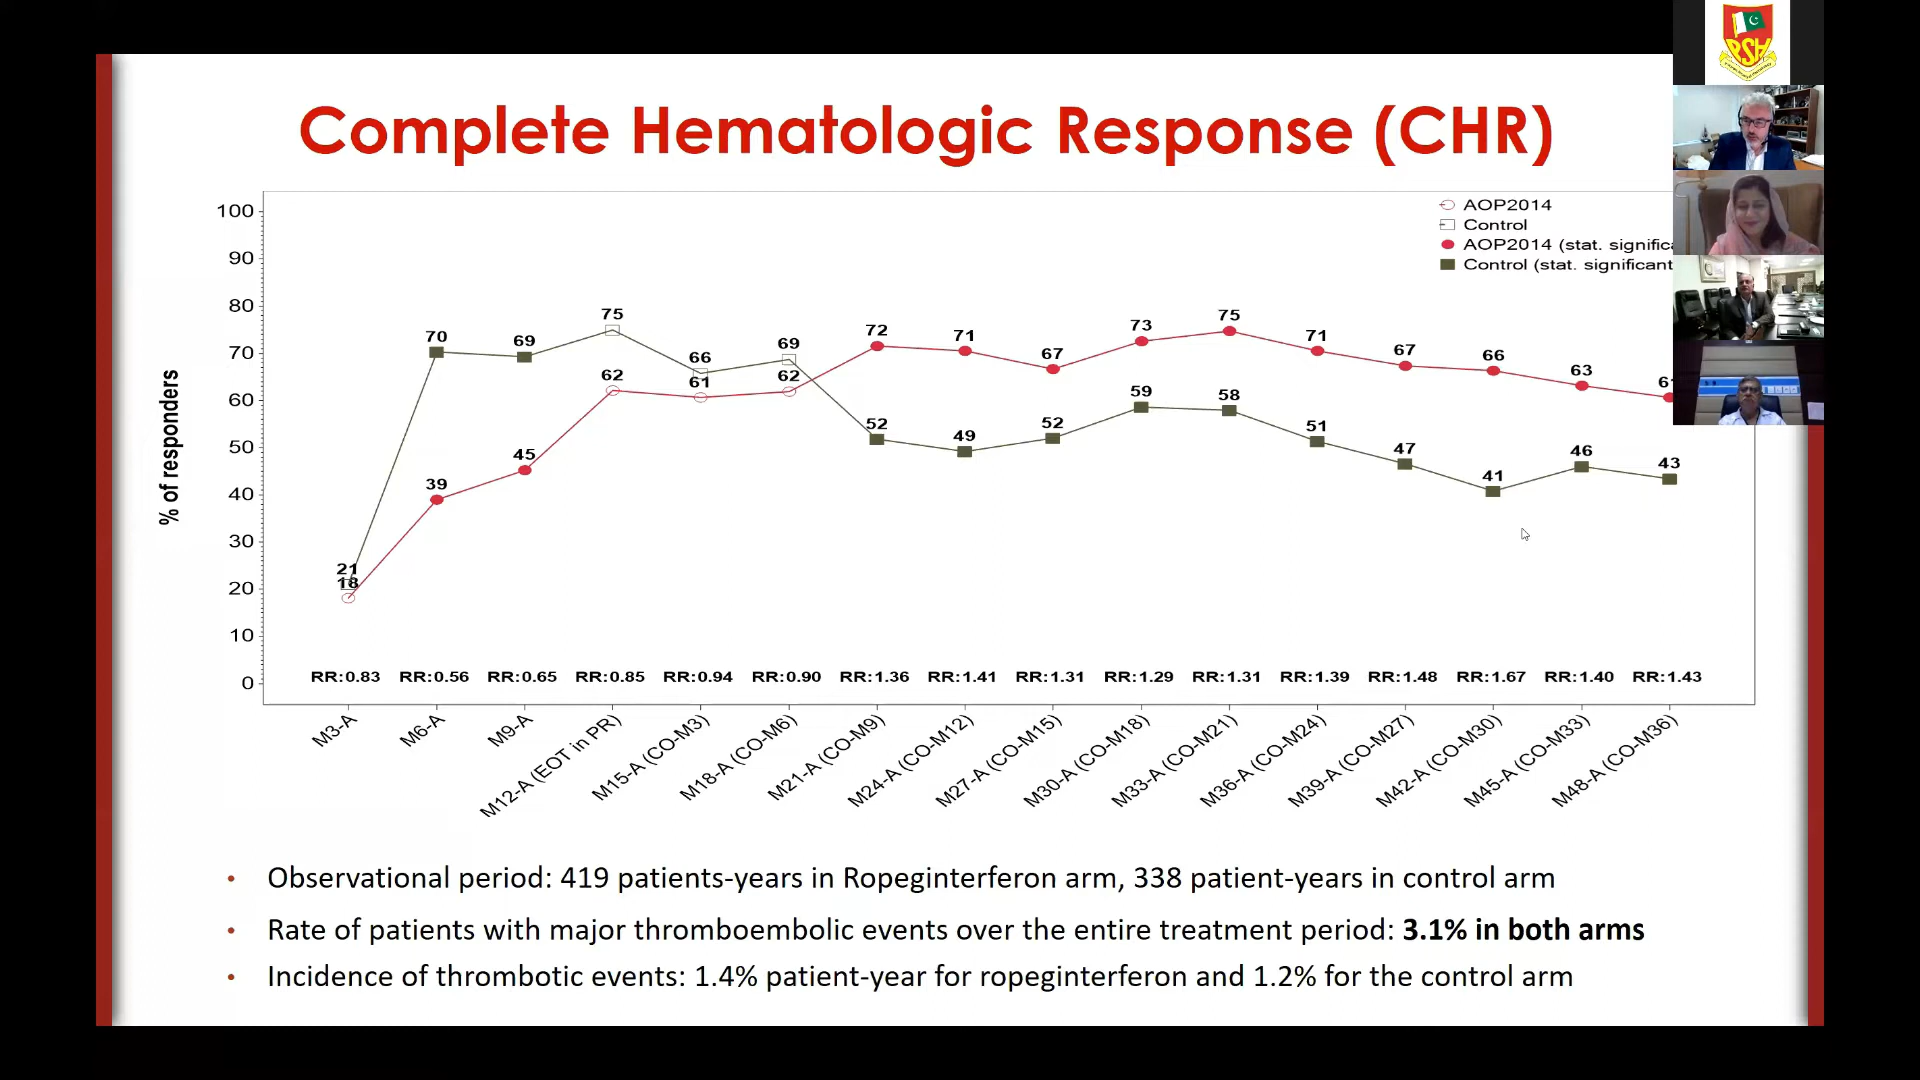 PSH
Complete Hematologic Response (CHR)
AOP2014
Control
AOP2014 (stat. signific
Control (stat. significant
% of responders
100
90
80
70
60
50
40
30
20
10
0
21 70 69 75 66 69 52 49 52 59 58 51 47 41 46 43
18 39 45 62 61 62 72 71 67 73 75 71 67 66 63 61
RR:0.83 RR:0.56 RR:0.65 RR:0.85 RR:0.94 RR:0.90 RR:1.36 RR:1.41 RR:1.31 RR:1.29 RR:1.31 RR:1.39 RR:1.48 RR:1.67 RR:1.40 RR:1.43
M3-A
M6-A
M9-A
M12-A (EOT in PR)
M15-A (CO-M3)
M18-A (CO-M6)
M21-A (CO-M9)
M24-A (CO-M12)
M27-A (CO-M15)
M30-A (CO-M18)
M33-A (CO-M21)
M36-A (CO-M24)
M39-A (CO-M27)
M42-A (CO-M30)
M45-A (CO-M33)
M48-A (CO-M36)
• Observational period: 419 patients-years in Ropeginterferon arm, 338 patient-years in control arm
• Rate of patients with major thromboembolic events over the entire treatment period: 3.1% in both arms
• Incidence of thrombotic events: 1.4% patient-year for ropeginterferon and 1.2% for the control arm